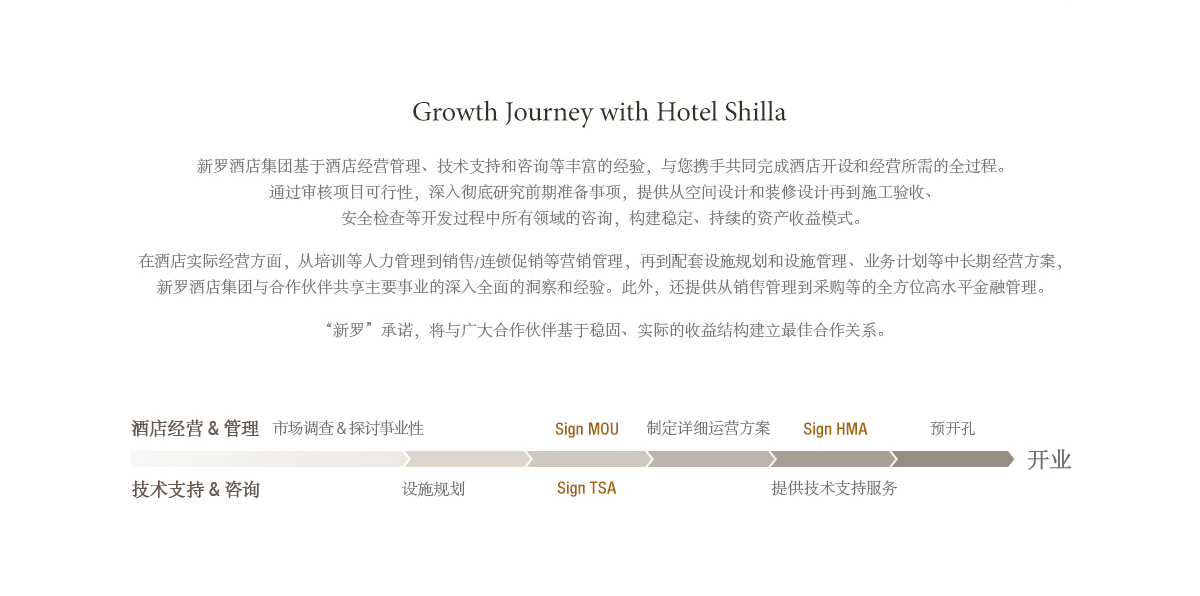 Growth Journey with Hotel Shilla
新罗酒店集团基于酒店经营管理、技术支持和咨询等丰富的经验，与您携手共同完成酒店开设和经营所需的全过程。
通过审核项目可行性，深入彻底研究前期准备事项，提供从空间设计和装修设计再到施工验收、
安全检查等开发过程中所有领域的咨询，构建稳定、持续的资产收益模式。
在酒店实际经营方面，从培训等人力管理到销售/连锁促销等营销管理，再到配套设施规划和设施管理、业务计划等中长期经营方案，
新罗酒店集团与合作伙伴共享主要事业的深入全面的洞察和经验。此外，还提供从销售管理到采购等的全方位高水平金融管理。
“新罗”承诺，将与广大合作伙伴基于稳固、实际的收益结构建立最佳合作关系。
酒店经营 & 管理 市场调查 & 探讨事业性 Sign MOU 制定详细运营方案 Sign HMA 预开孔
开业
技术支持 & 咨询 设施规划 Sign TSA 提供技术支持服务